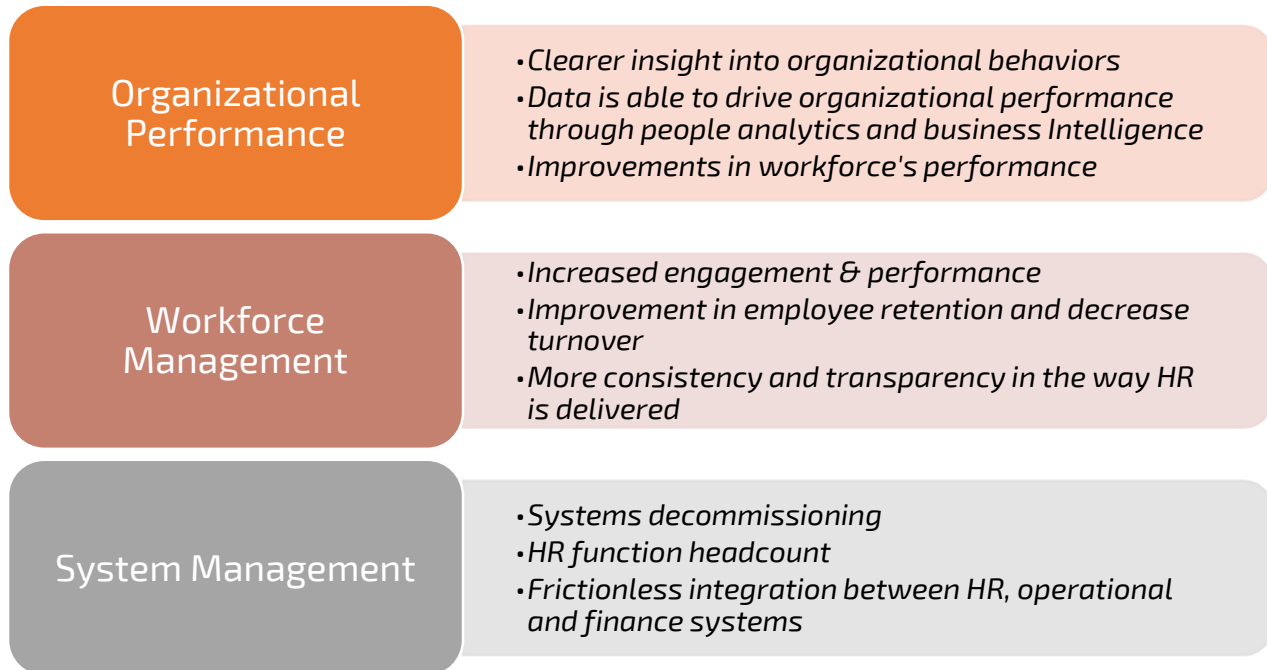 Organizational
Performance
•Clearer insight into organizational behaviors
•Data is able to drive organizational performance
through people analytics and business Intelligence
•Improvements in workforce's performance
Workforce
Management
•Increased engagement & performance
•Improvement in employee retention and decrease
turnover
•More consistency and transparency in the way HR
is delivered
System Management
•Systems decommissioning
•HR function headcount
•Frictionless integration between HR, operational
and finance systems